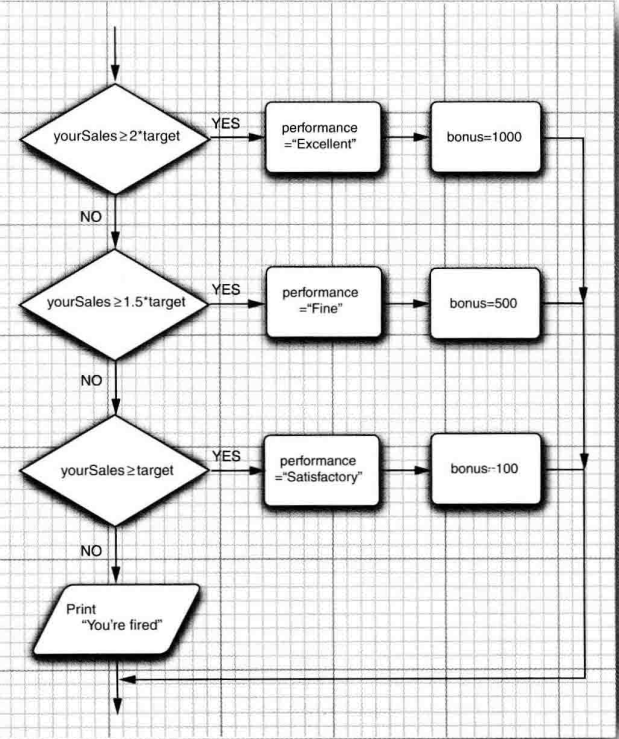 yourSales≥2*target
YES
performance
="Excellent"
bonus=1000
NO
yourSales≥1.5*target
YES
performance
="Fine"
bonus=500
NO
yourSales≥target
YES
performance
="Satisfactory"
bonus=100
NO
Print
"You're fired"